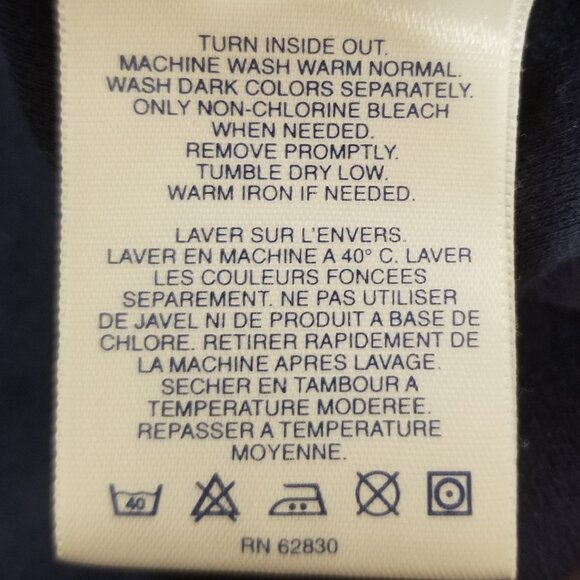 TURN INSIDE OUT.
MACHINE WASH WARM NORMAL.
WASH DARK COLORS SEPARATELY.
ONLY NON-CHLORINE BLEACH
WHEN NEEDED.
REMOVE PROMPTLY.
TUMBLE DRY LOW.
WARM IRON IF NEEDED.
LAVER SUR L'ENVERS.
LAVER EN MACHINE A 40° C. LAVER
LES COULEURS FONCEES
SEPAREMENT. NE PAS UTILISER
DE JAVEL NI DE PRODUIT A BASE DE
CHLORE. RETIRER RAPIDEMENT DE
LA MACHINE APRES LAVAGE.
SECHER EN TAMBOUR A
TEMPERATURE MODEREE.
REPASSER A TEMPERATURE
MOYENNE.
40
RN 62830